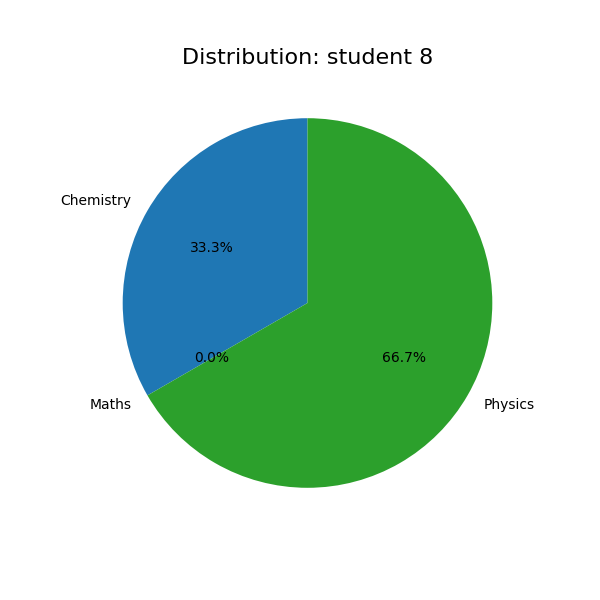 Distribution: student 8
Chemistry
33.3%
0.0%
66.7%
Maths
Physics